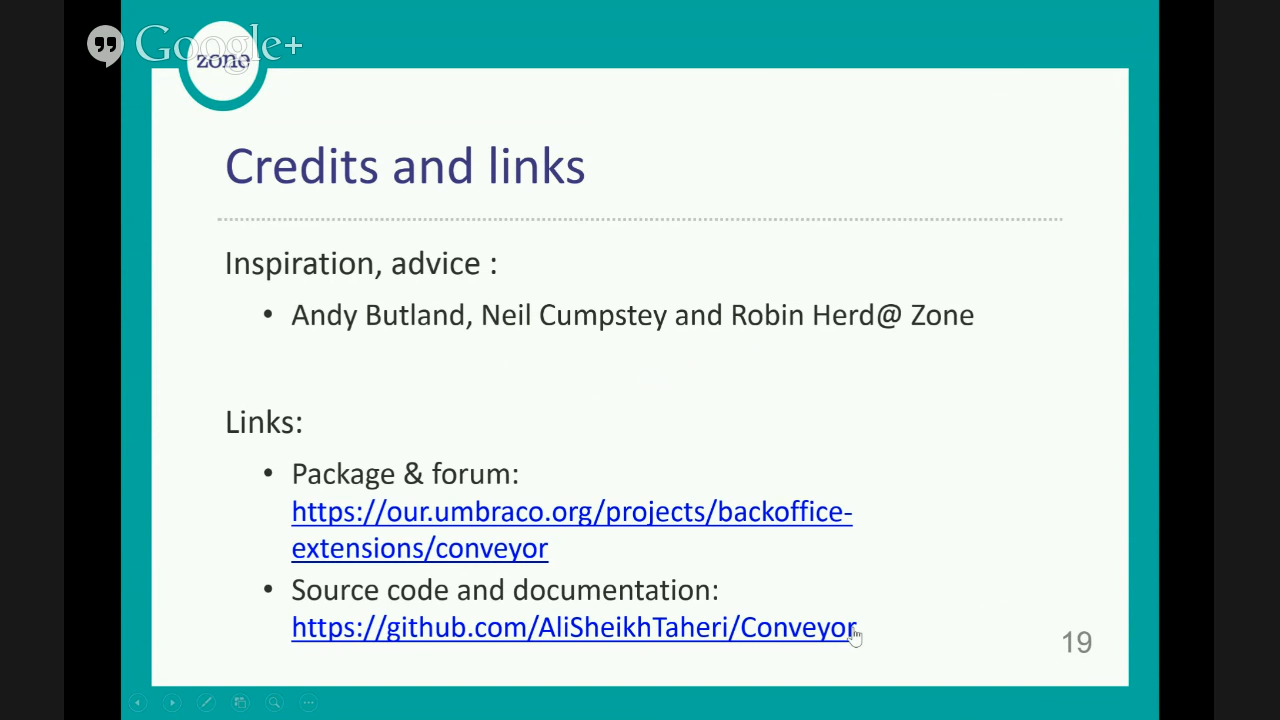 Google+
zone
Credits and links
Inspiration, advice :
• Andy Butland, Neil Cumpstey and Robin Herd@ Zone
Links:
• Package & forum:
https://our.umbraco.org/projects/backoffice-
extensions/conveyor
• Source code and documentation:
https://github.com/AliSheikhTaheri/Conveyor
19